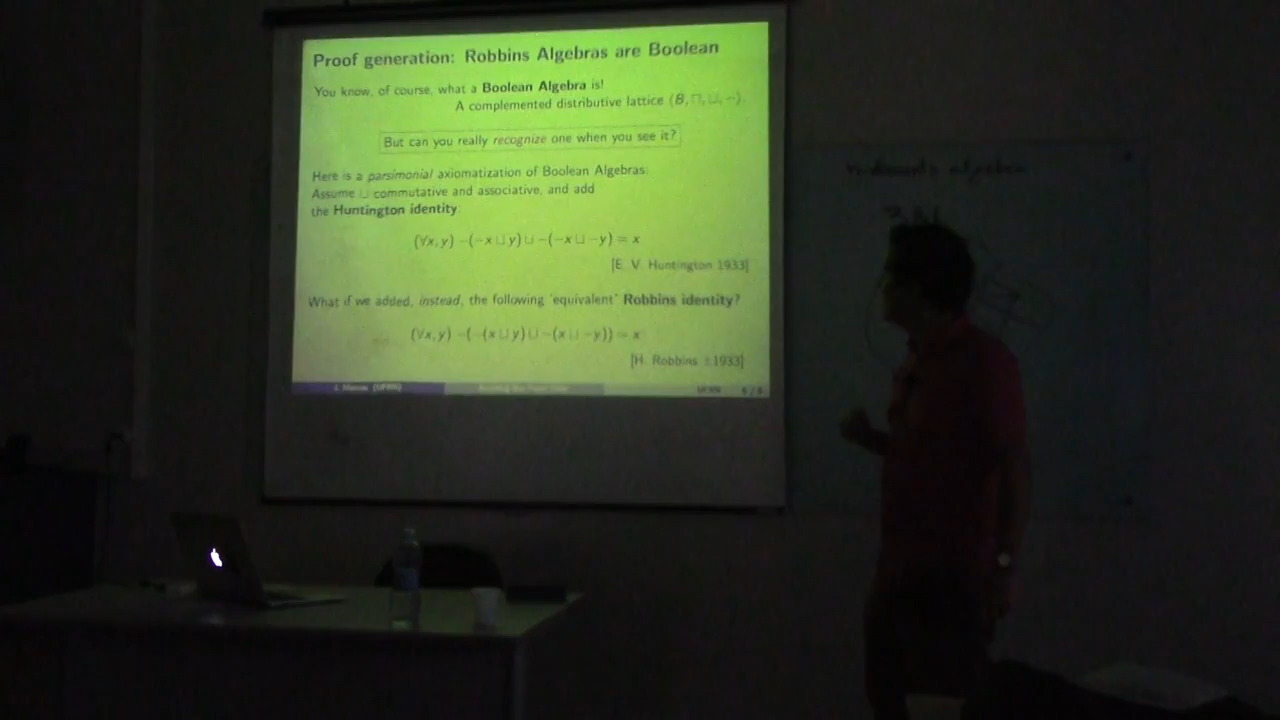 Proof generation: Robbins Algebras are Boolean
You know, of course, what a Boolean Algebra is!
A complemented distributive lattice ⟨B, ⊓, ⊔, −⟩.
But can you really recognize one when you see it?
Here is a parsimonial axiomatization of Boolean Algebras:
Assume ⊔ commutative and associative, and add
the Huntington identity:
(∀x, y) −(−x ⊔ y) ⊔ −(−x ⊔ −y) = x
[E. V. Huntington 1933]
What if we added, instead, the following 'equivalent' Robbins identity?
(∀x, y) −(−(x ⊔ y) ⊔ −(x ⊔ −y)) = x
[H. Robbins ±1933]
(UFRN)
UFRN
algebra